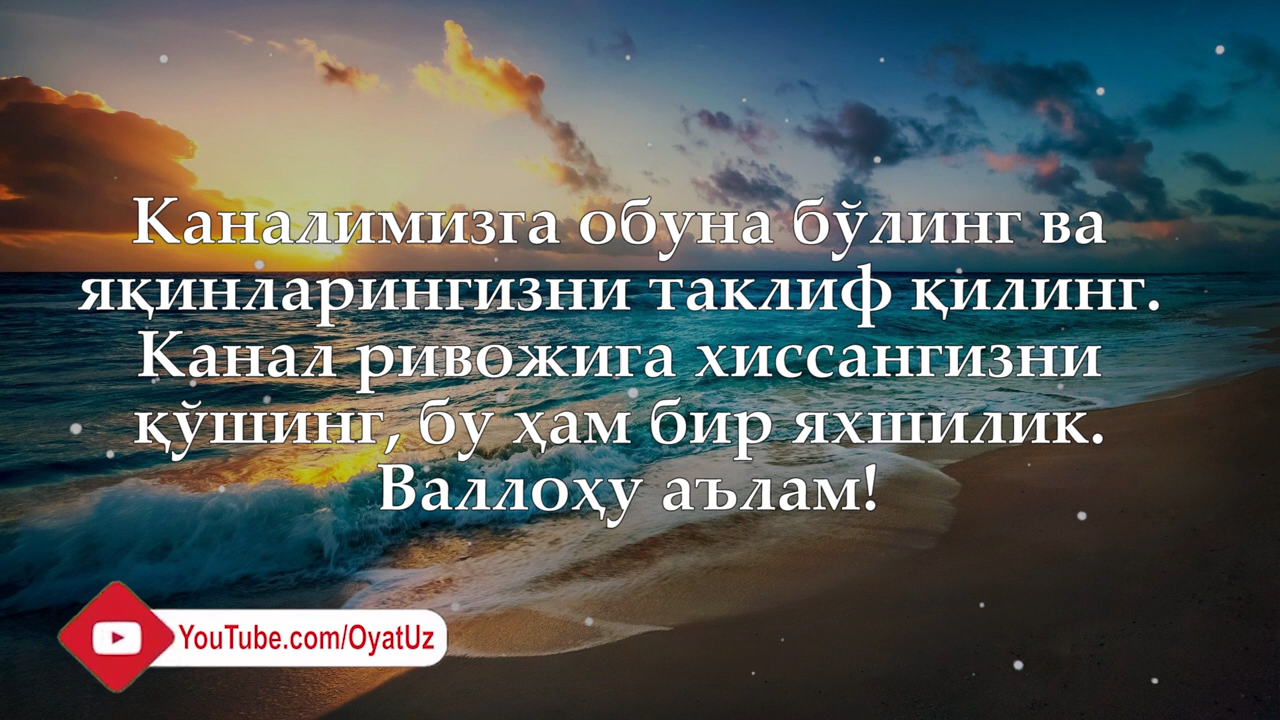 Каналимизга обуна бўлинг ва
яқинларингизни таклиф қилинг.
Канал ривожига хиссангизни
қўшинг, бу ҳам бир яхшилик.
Валлоҳу аълам!
YouTube.com/OyatUz